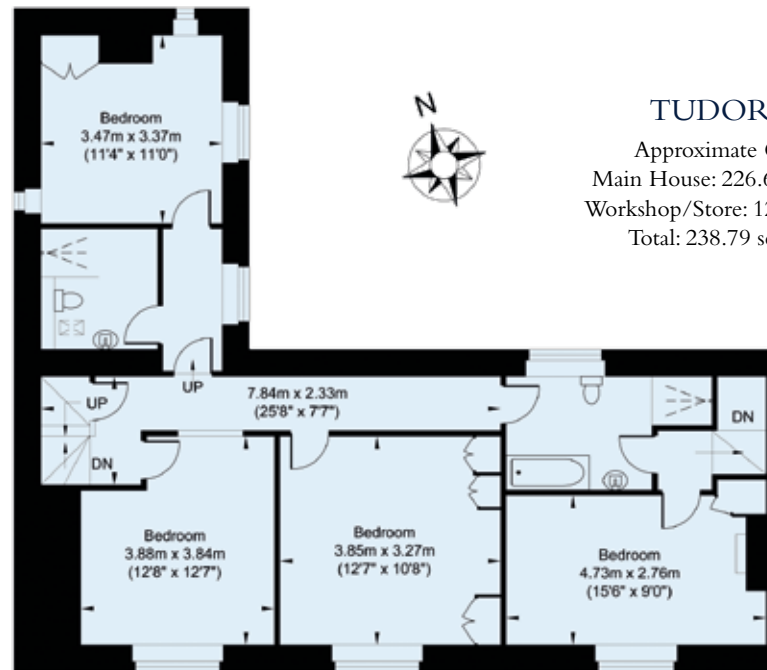 Bedroom
3.47m x 3.37m
(11'4" x 11'0")
N
TUDOR
Approximate
Main House: 226.6
Workshop/Store: 12
Total: 238.79
UP
UP
7.84m x 2.33m
(25'8" x 7'7")
DN
DN
Bedroom
3.88m x 3.84m
(12'8" x 12'7")
Bedroom
3.85m x 3.27m
(12'7" x 10'8")
Bedroom
4.73m x 2.76m
(15'6" x 9'0")